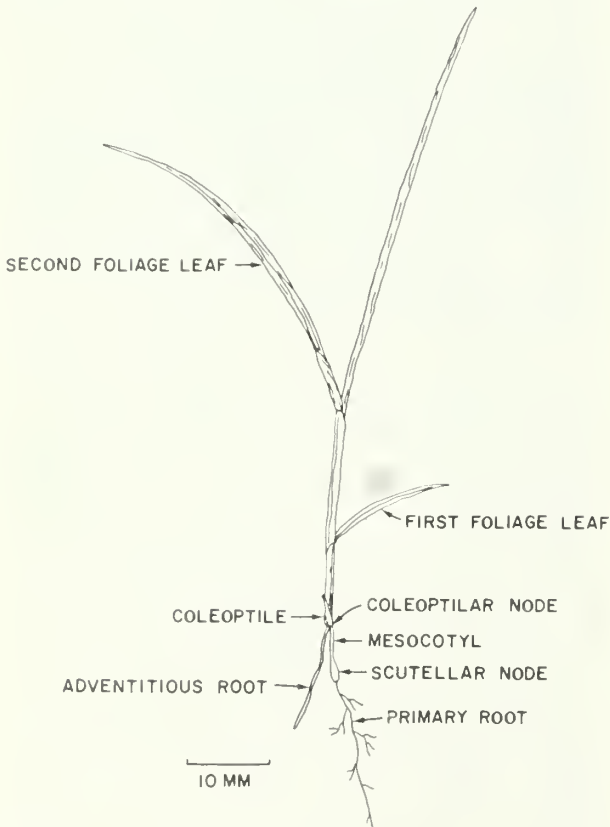 SECOND FOLIAGE LEAF
FIRST FOLIAGE LEAF
COLEOPTILE
COLEOPTILAR NODE
MESOCOTYL
SCUTELLAR NODE
ADVENTITIOUS ROOT
PRIMARY ROOT
10 MM